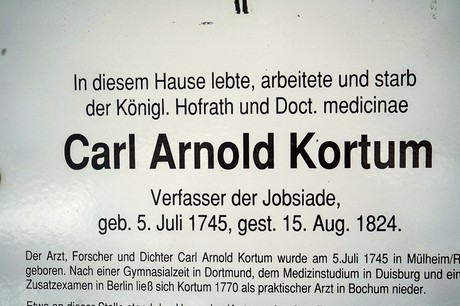 In diesem Hause lebte, arbeitete und starb
der Königl. Hofrath und Doct. medicinae
Carl Arnold Kortum
Verfasser der Jobsiade,
geb. 5. Juli 1745, gest. 15. Aug. 1824.
Der Arzt, Forscher und Dichter Carl Arnold Kortum wurde am 5.Juli 1745 in Mülheim/R
geboren. Nach einer Gymnasialzeit in Dortmund, dem Medizinstudium in Duisburg und ein
Zusatzexamen in Berlin ließ sich Kortum 1770 als praktischer Arzt in Bochum nieder.